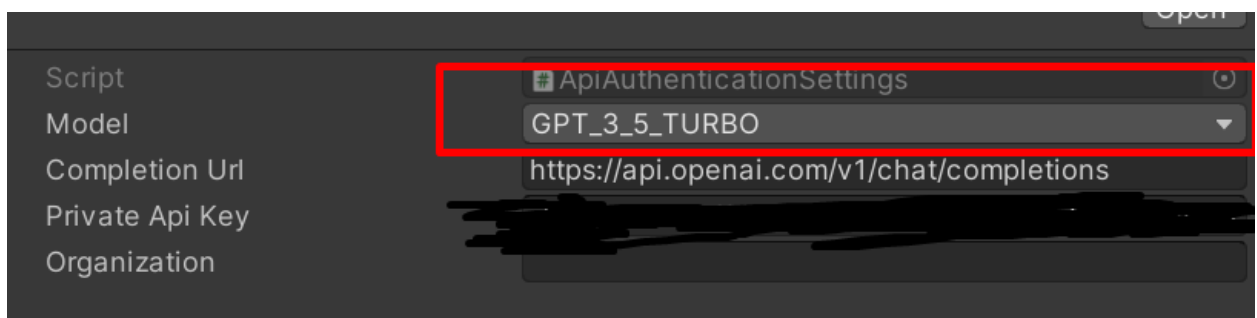 Open
Script ApiAuthenticationSettings
Model GPT_3_5_TURBO
Completion Url https://api.openai.com/v1/chat/completions
Private Api Key
Organization